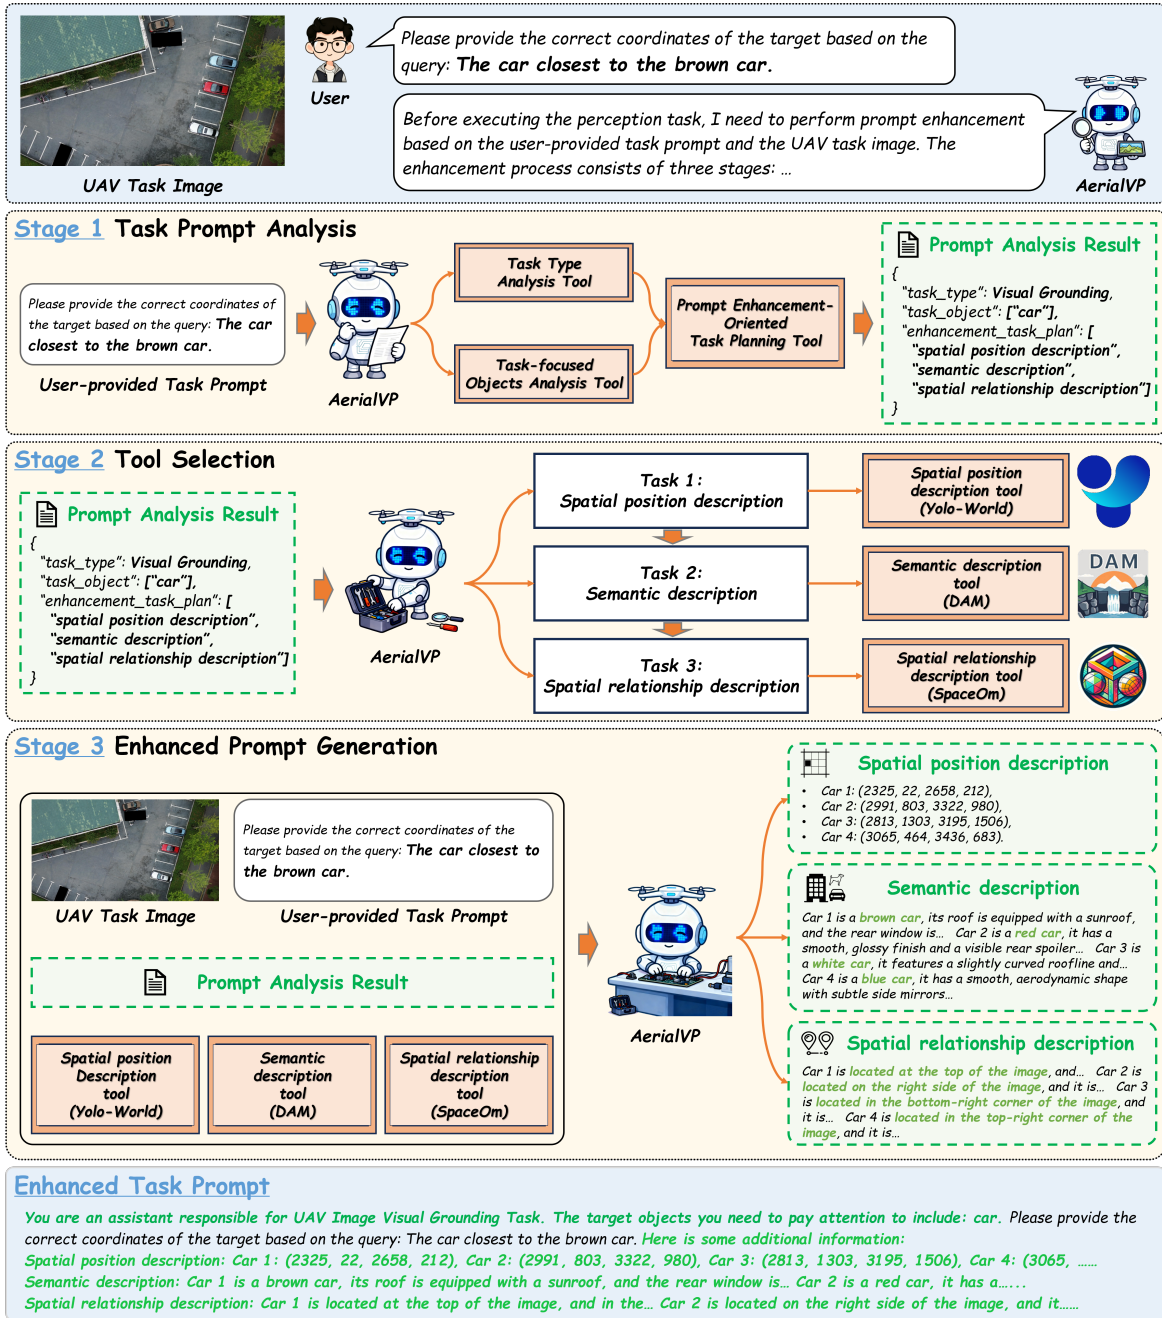 Please provide the correct coordinates of the target based on the
query: The car closest to the brown car.
User
Before executing the perception task, I need to perform prompt enhancement
based on the user-provided task prompt and the UAV task image. The
enhancement process consists of three stages: ...
UAV Task Image
AerialVP
Stage 1 Task Prompt Analysis
Please provide the correct coordinates of
the target based on the query: The car
closest to the brown car.
User-provided Task Prompt
AerialVP
Task Type
Analysis Tool
Task-focused
Objects Analysis Tool
Prompt Enhancement-
Oriented
Task Planning Tool
Prompt Analysis Result
{
"task_type": Visual Grounding,
"task_object": ["car"],
"enhancement_task_plan": [
"spatial position description",
"semantic description",
"spatial relationship description"]
}
Stage 2 Tool Selection
Prompt Analysis Result
{
"task_type": Visual Grounding,
"task_object": ["car"],
"enhancement_task_plan": [
"spatial position description",
"semantic description",
"spatial relationship description"]
}
AerialVP
Task 1:
Spatial position description
Task 2:
Semantic description
Task 3:
Spatial relationship description
Spatial position
description tool
(Yolo-World)
Semantic description
tool
(DAM)
DAM
Spatial relationship
description tool
(SpaceOm)
Stage 3 Enhanced Prompt Generation
Please provide the correct coordinates of the
target based on the query: The car closest to
the brown car.
UAV Task Image
User-provided Task Prompt
Prompt Analysis Result
Spatial position
Description
tool
(Yolo-World)
Semantic
description
tool
(DAM)
Spatial relationship
description
tool
(SpaceOm)
AerialVP
Spatial position description
• Car 1: (2325, 22, 2658, 212),
• Car 2: (2991, 803, 3322, 980),
• Car 3: (2813, 1303, 3195, 1506),
• Car 4: (3065, 464, 3436, 683).
Semantic description
Car 1 is a brown car, its roof is equipped with a sunroof,
and the rear window is... Car 2 is a red car, it has a
smooth, glossy finish and a visible rear spoiler... Car 3 is
a white car, it features a slightly curved roofline and...
Car 4 is a blue car, it has a smooth, aerodynamic shape
with subtle side mirrors...
Spatial relationship description
Car 1 is located at the top of the image, and... Car 2 is
located on the right side of the image, and it is... Car 3
is located in the bottom-right corner of the image, and
it is... Car 4 is located in the top-right corner of the
image, and it is...
Enhanced Task Prompt
You are an assistant responsible for UAV Image Visual Grounding Task. The target objects you need to pay attention to include: car. Please provide the
correct coordinates of the target based on the query: The car closest to the brown car. Here is some additional information:
Spatial position description: Car 1: (2325, 22, 2658, 212), Car 2: (2991, 803, 3322, 980), Car 3: (2813, 1303, 3195, 1506), Car 4: (3065, ......
Semantic description: Car 1 is a brown car, its roof is equipped with a sunroof, and the rear window is... Car 2 is a red car, it has a......
Spatial relationship description: Car 1 is located at the top of the image, and in the... Car 2 is located on the right side of the image, and it......